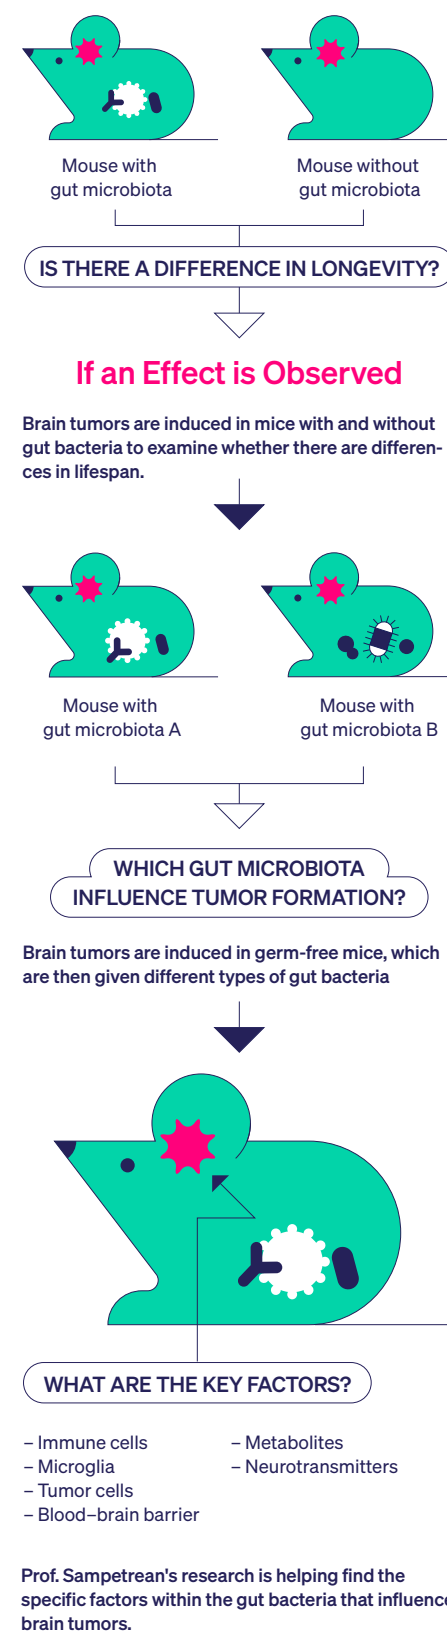 Mouse with
gut microbiota
Mouse without
gut microbiota
IS THERE A DIFFERENCE IN LONGEVITY?
If an Effect is Observed
Brain tumors are induced in mice with and without
gut bacteria to examine whether there are differen-
ces in lifespan.
Mouse with
gut microbiota A
Mouse with
gut microbiota B
WHICH GUT MICROBIOTA
INFLUENCE TUMOR FORMATION?
Brain tumors are induced in germ-free mice, which
are then given different types of gut bacteria
WHAT ARE THE KEY FACTORS?
– Immune cells
– Microglia
– Tumor cells
– Blood–brain barrier
– Metabolites
– Neurotransmitters
Prof. Sampetrean's research is helping find the
specific factors within the gut bacteria that influence
brain tumors.